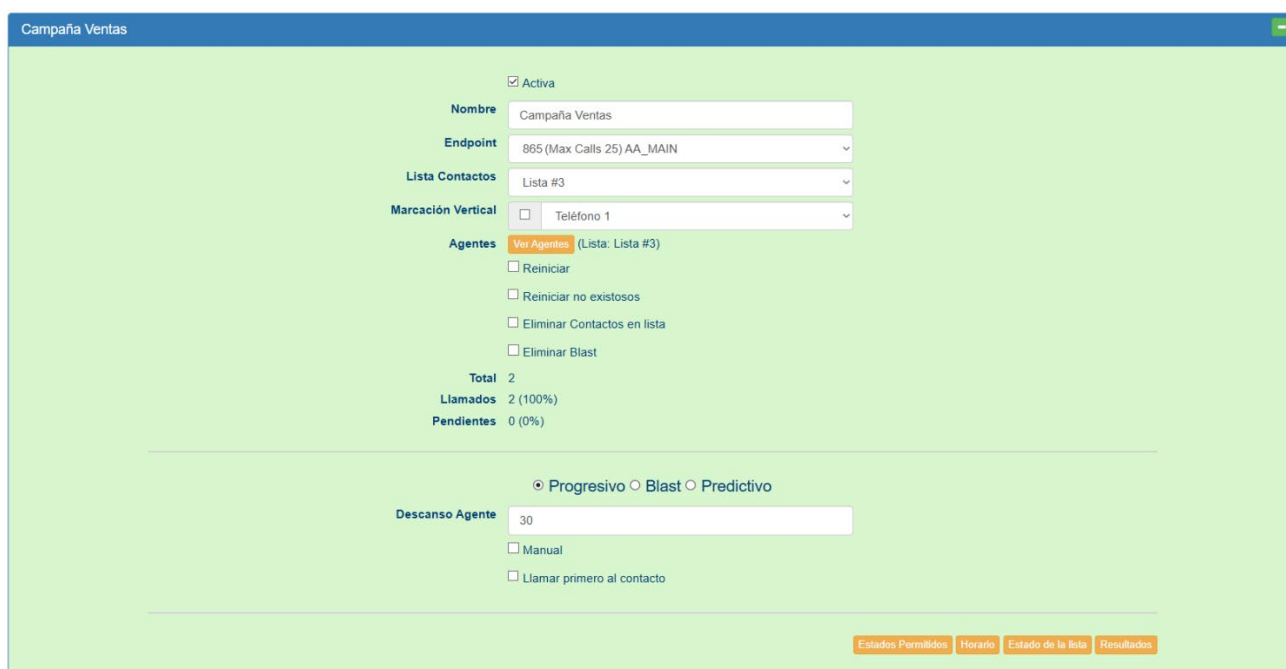 Campaña Ventas
Activa
Nombre Campaña Ventas
Endpoint 865 (Max Calls 25) AA_MAIN
Lista Contactos Lista #3
Marcación Vertical Teléfono 1
Agentes Ver Agentes (Lista: Lista #3)
Reiniciar
Reiniciar no existosos
Eliminar Contactos en lista
Eliminar Blast
Total 2
Llamados 2 (100%)
Pendientes 0 (0%)
Progresivo Blast Predictivo
Descanso Agente 30
Manual
Llamar primero al contacto
Estados Permitidos Horario Estado de la lista Resultados